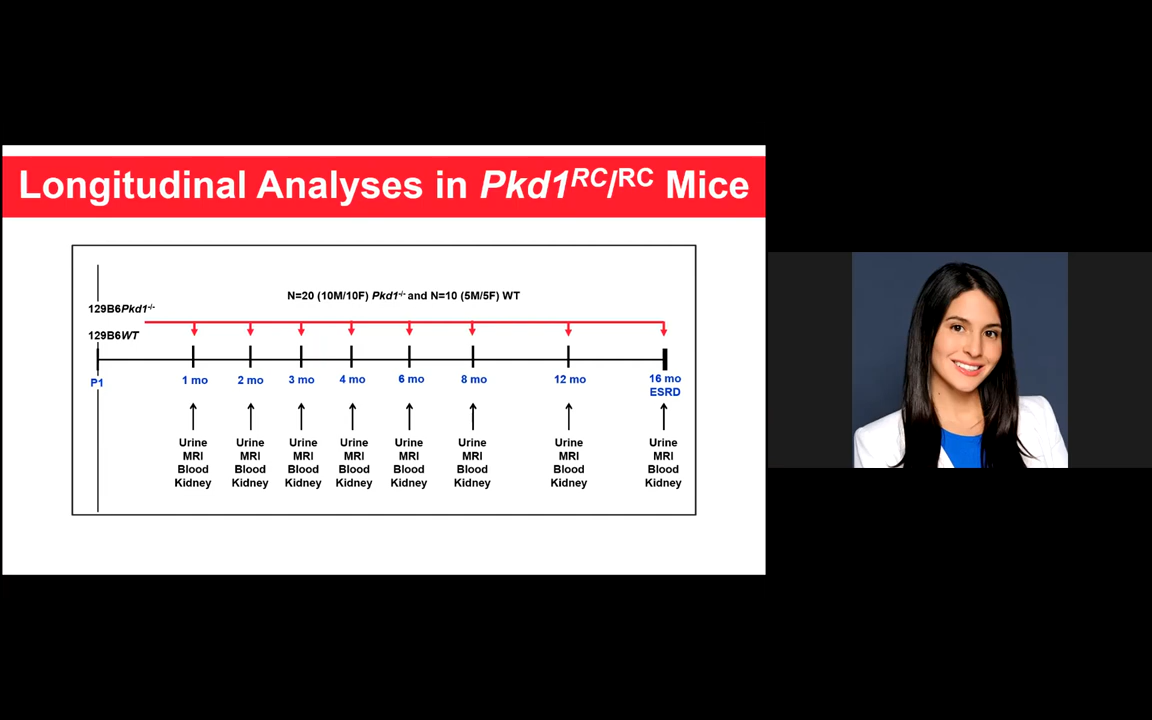 Longitudinal Analyses in Pkd1RC/RC Mice
N=20 (10M/10F) Pkd1-/- and N=10 (5M/5F) WT
129B6Pkd1-/-
129B6WT
P1 1 mo 2 mo 3 mo 4 mo 6 mo 8 mo 12 mo 16 mo
ESRD
Urine Urine Urine Urine Urine Urine Urine Urine
MRI MRI MRI MRI MRI MRI MRI MRI
Blood Blood Blood Blood Blood Blood Blood Blood
Kidney Kidney Kidney Kidney Kidney Kidney Kidney Kidney